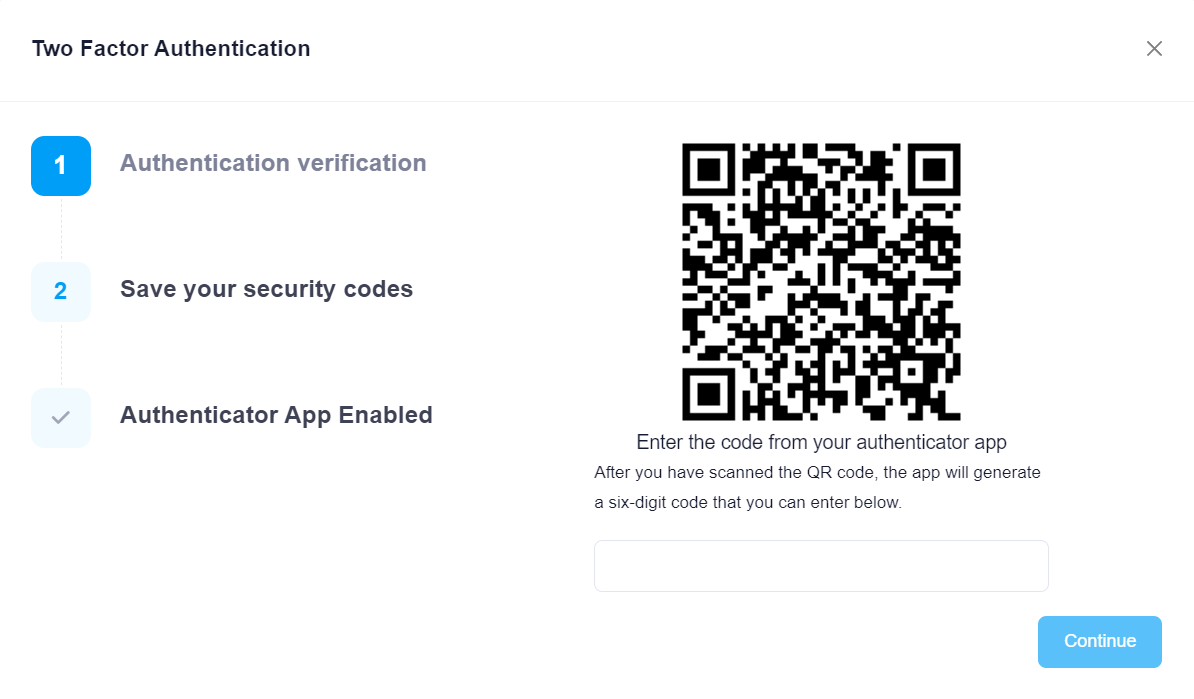 Two Factor Authentication
1
Authentication verification
2
Save your security codes
Authenticator App Enabled
Enter the code from your authenticator app
After you have scanned the QR code, the app will generate
a six-digit code that you can enter below.
Continue